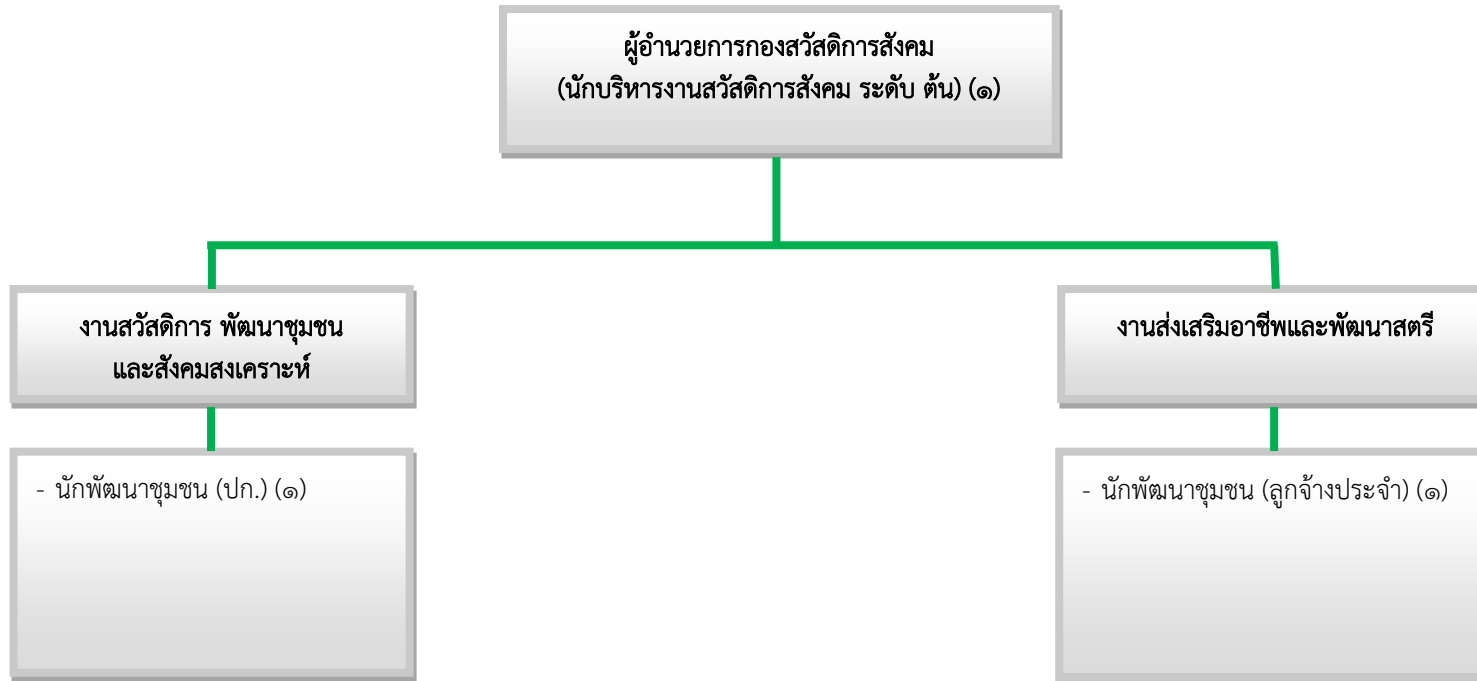 ผู้อำนวยการกองสวัสดิการสังคม
(นักบริหารงานสวัสดิการสังคม ระดับ ต้น) (๑)
งานสวัสดิการ พัฒนาชุมชน
และสังคมสงเคราะห์
งานส่งเสริมอาชีพและพัฒนาสตรี
- นักพัฒนาชุมชน (ปก.) (๑)
- นักพัฒนาชุมชน (ลูกจ้างประจำ) (๑)